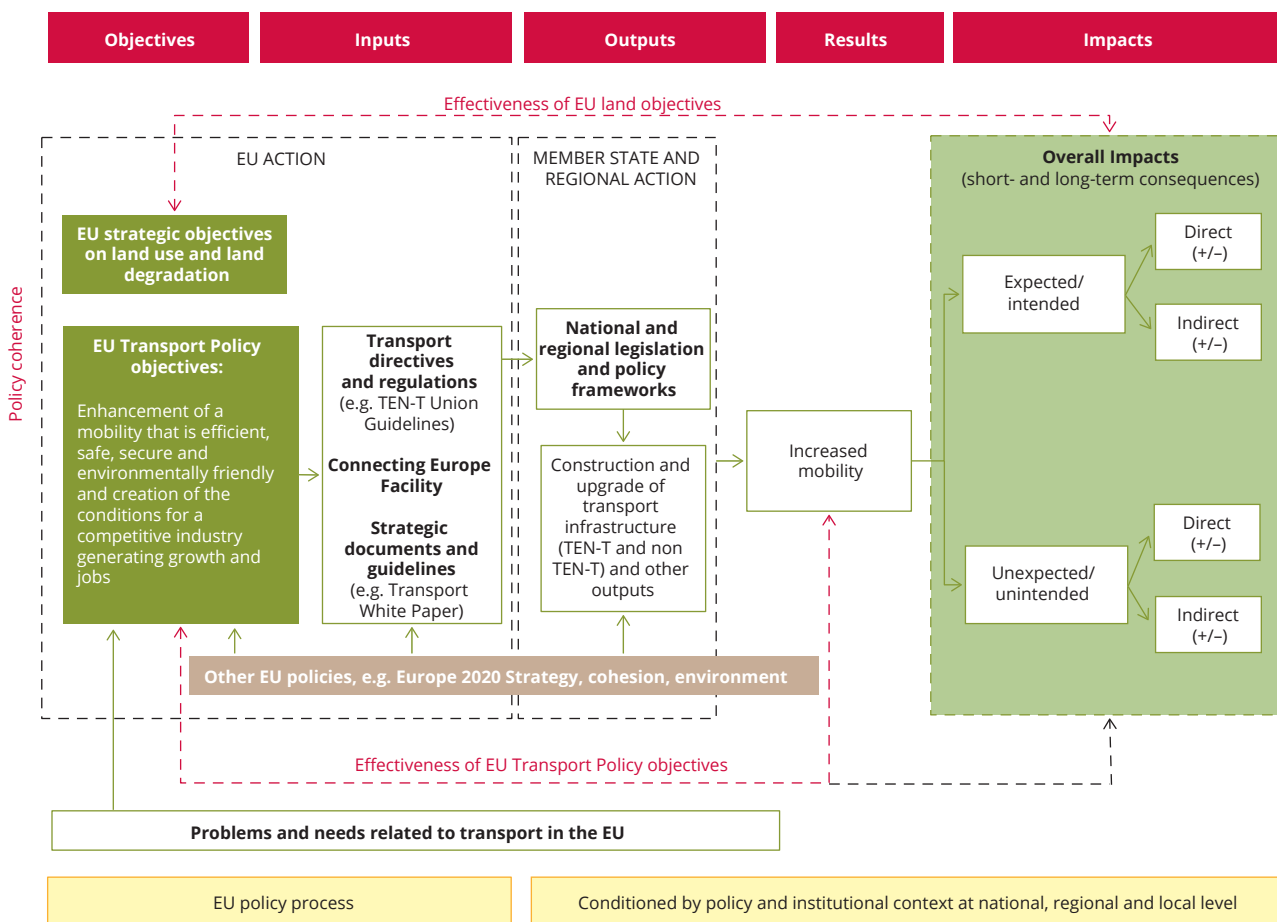 Objectives
Inputs
Outputs
Results
Impacts
Effectiveness of EU land objectives
Policy coherence
EU ACTION
MEMBER STATE AND
REGIONAL ACTION
EU strategic objectives
on land use and land
degradation
EU Transport Policy
objectives:
Enhancement of a
mobility that is efficient,
safe, secure and
environmentally friendly
and creation of the
conditions for a
competitive industry
generating growth and
jobs
Transport
directives
and regulations
(e.g. TEN-T Union
Guidelines)
Connecting Europe
Facility
Strategic
documents and
guidelines
(e.g. Transport
White Paper)
National and
regional legislation
and policy
frameworks
Construction and
upgrade of
transport
infrastructure
(TEN-T and non
TEN-T) and other
outputs
Increased
mobility
Overall Impacts
(short- and long-term consequences)
Expected/
intended
Direct
(+/–)
Indirect
(+/–)
Unexpected/
unintended
Direct
(+/–)
Indirect
(+/–)
Other EU policies, e.g. Europe 2020 Strategy, cohesion, environment
Effectiveness of EU Transport Policy objectives
Problems and needs related to transport in the EU
EU policy process
Conditioned by policy and institutional context at national, regional and local level